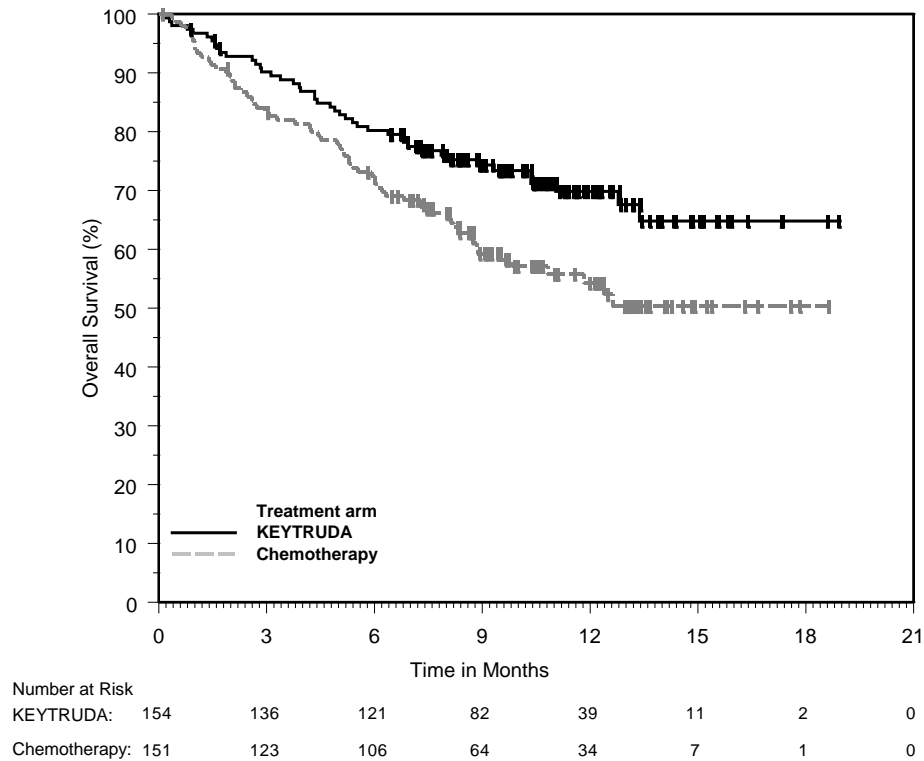 100
90
80
70
60
50
40
30
20
10
0
Overall Survival (%)
Treatment arm
KEYTRUDA
Chemotherapy
0 3 6 9 12 15 18 21
Time in Months
Number at Risk
KEYTRUDA: 154 136 121 82 39 11 2 0
Chemotherapy: 151 123 106 64 34 7 1 0